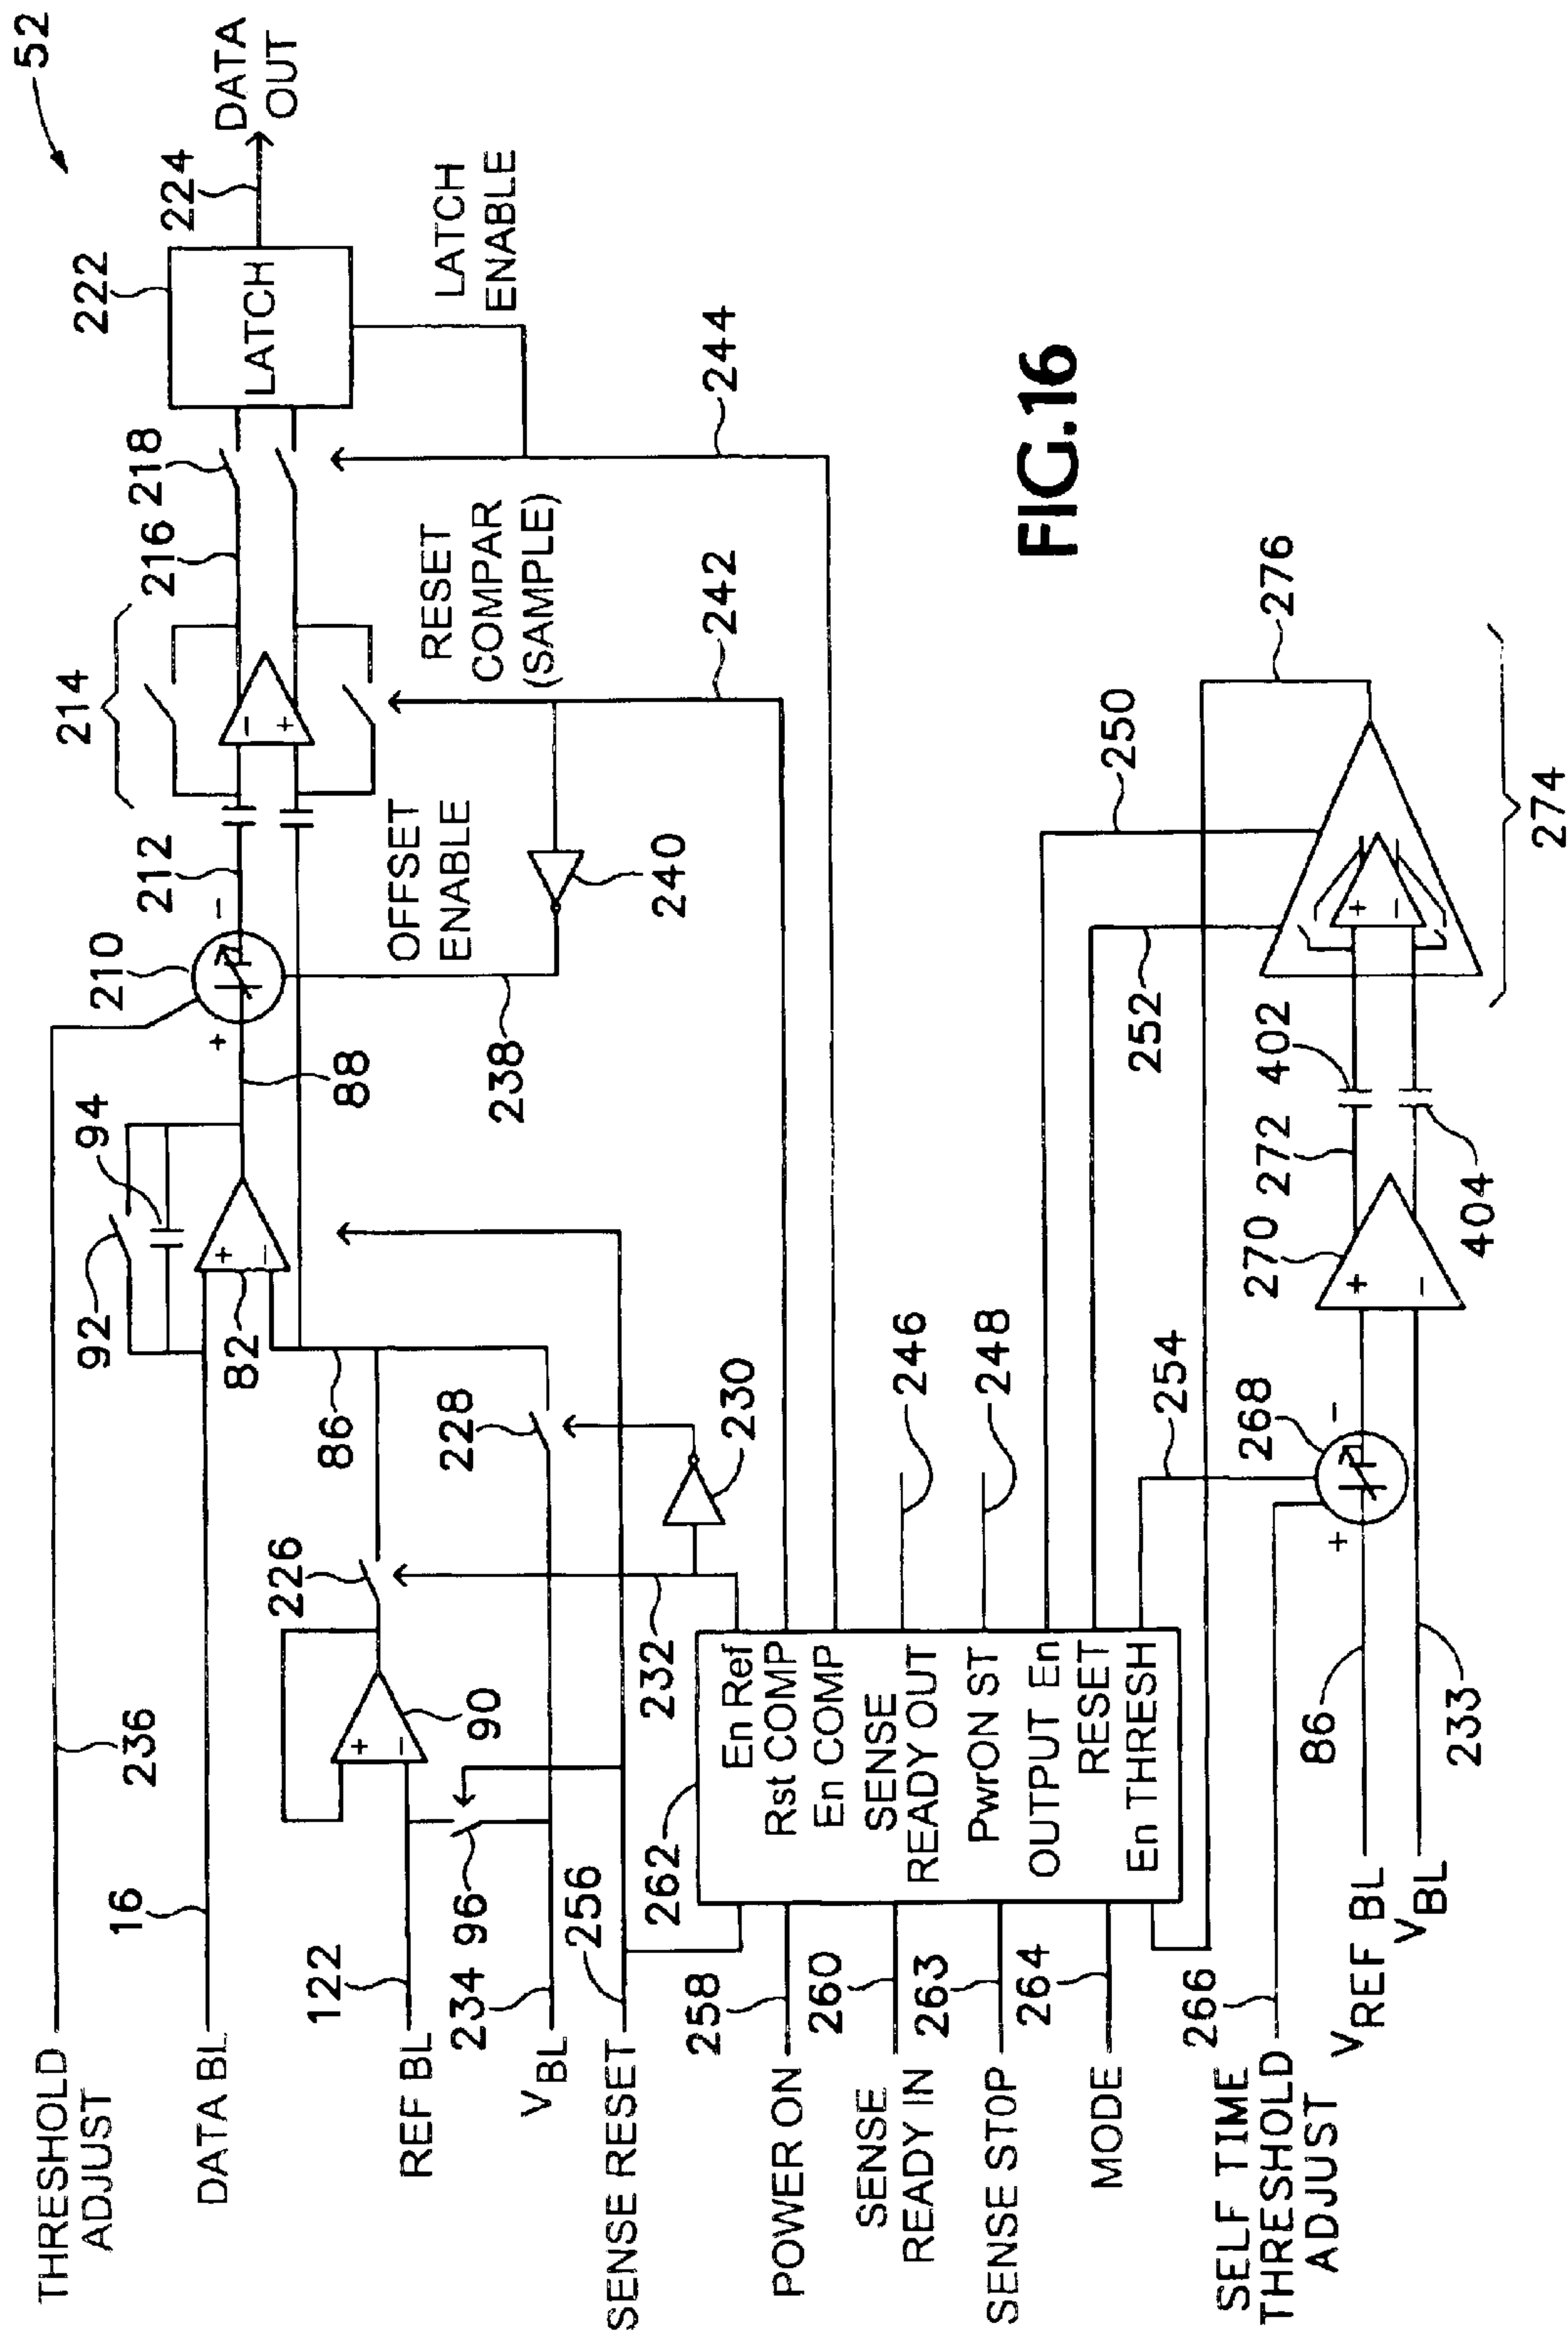 52
THRESHOLD
ADJUST
236
DATA BL
16
92
94
82
+
−
88
+
210
−
212
214
−
+
216
218
222
LATCH
224
DATA
OUT
LATCH
ENABLE
REF BL
122
+
−
90
226
86
228
96
V BL
234
SENSE RESET
256
232
230
238
OFFSET
ENABLE
240
RESET
COMPAR
(SAMPLE)
242
244
262
En Ref
Rst COMP
En COMP
SENSE
READY OUT
PwrON ST
OUTPUT En
RESET
En THRESH
POWER ON
258
SENSE
READY IN
260
SENSE STOP
263
MODE
264
246
248
254
252
250
276
SELF TIME
THRESHOLD
ADJUST
266
V REF BL
86
V BL
233
+
268
−
270
+
−
272
402
404
+
−
274
FIG.16